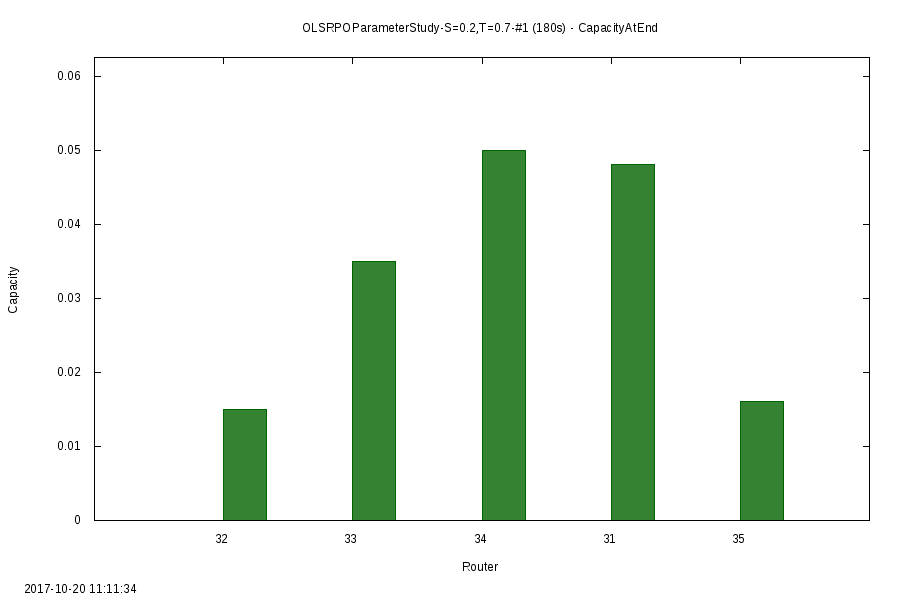 OLSRPOParameterStudy-S=0.2,T=0.7-#1 (180s) - CapacityAtEnd
0.06
0.05
0.04
0.03
0.02
0.01
0
Capacity
32 33 34 31 35
Router
2017-10-20 11:11:34